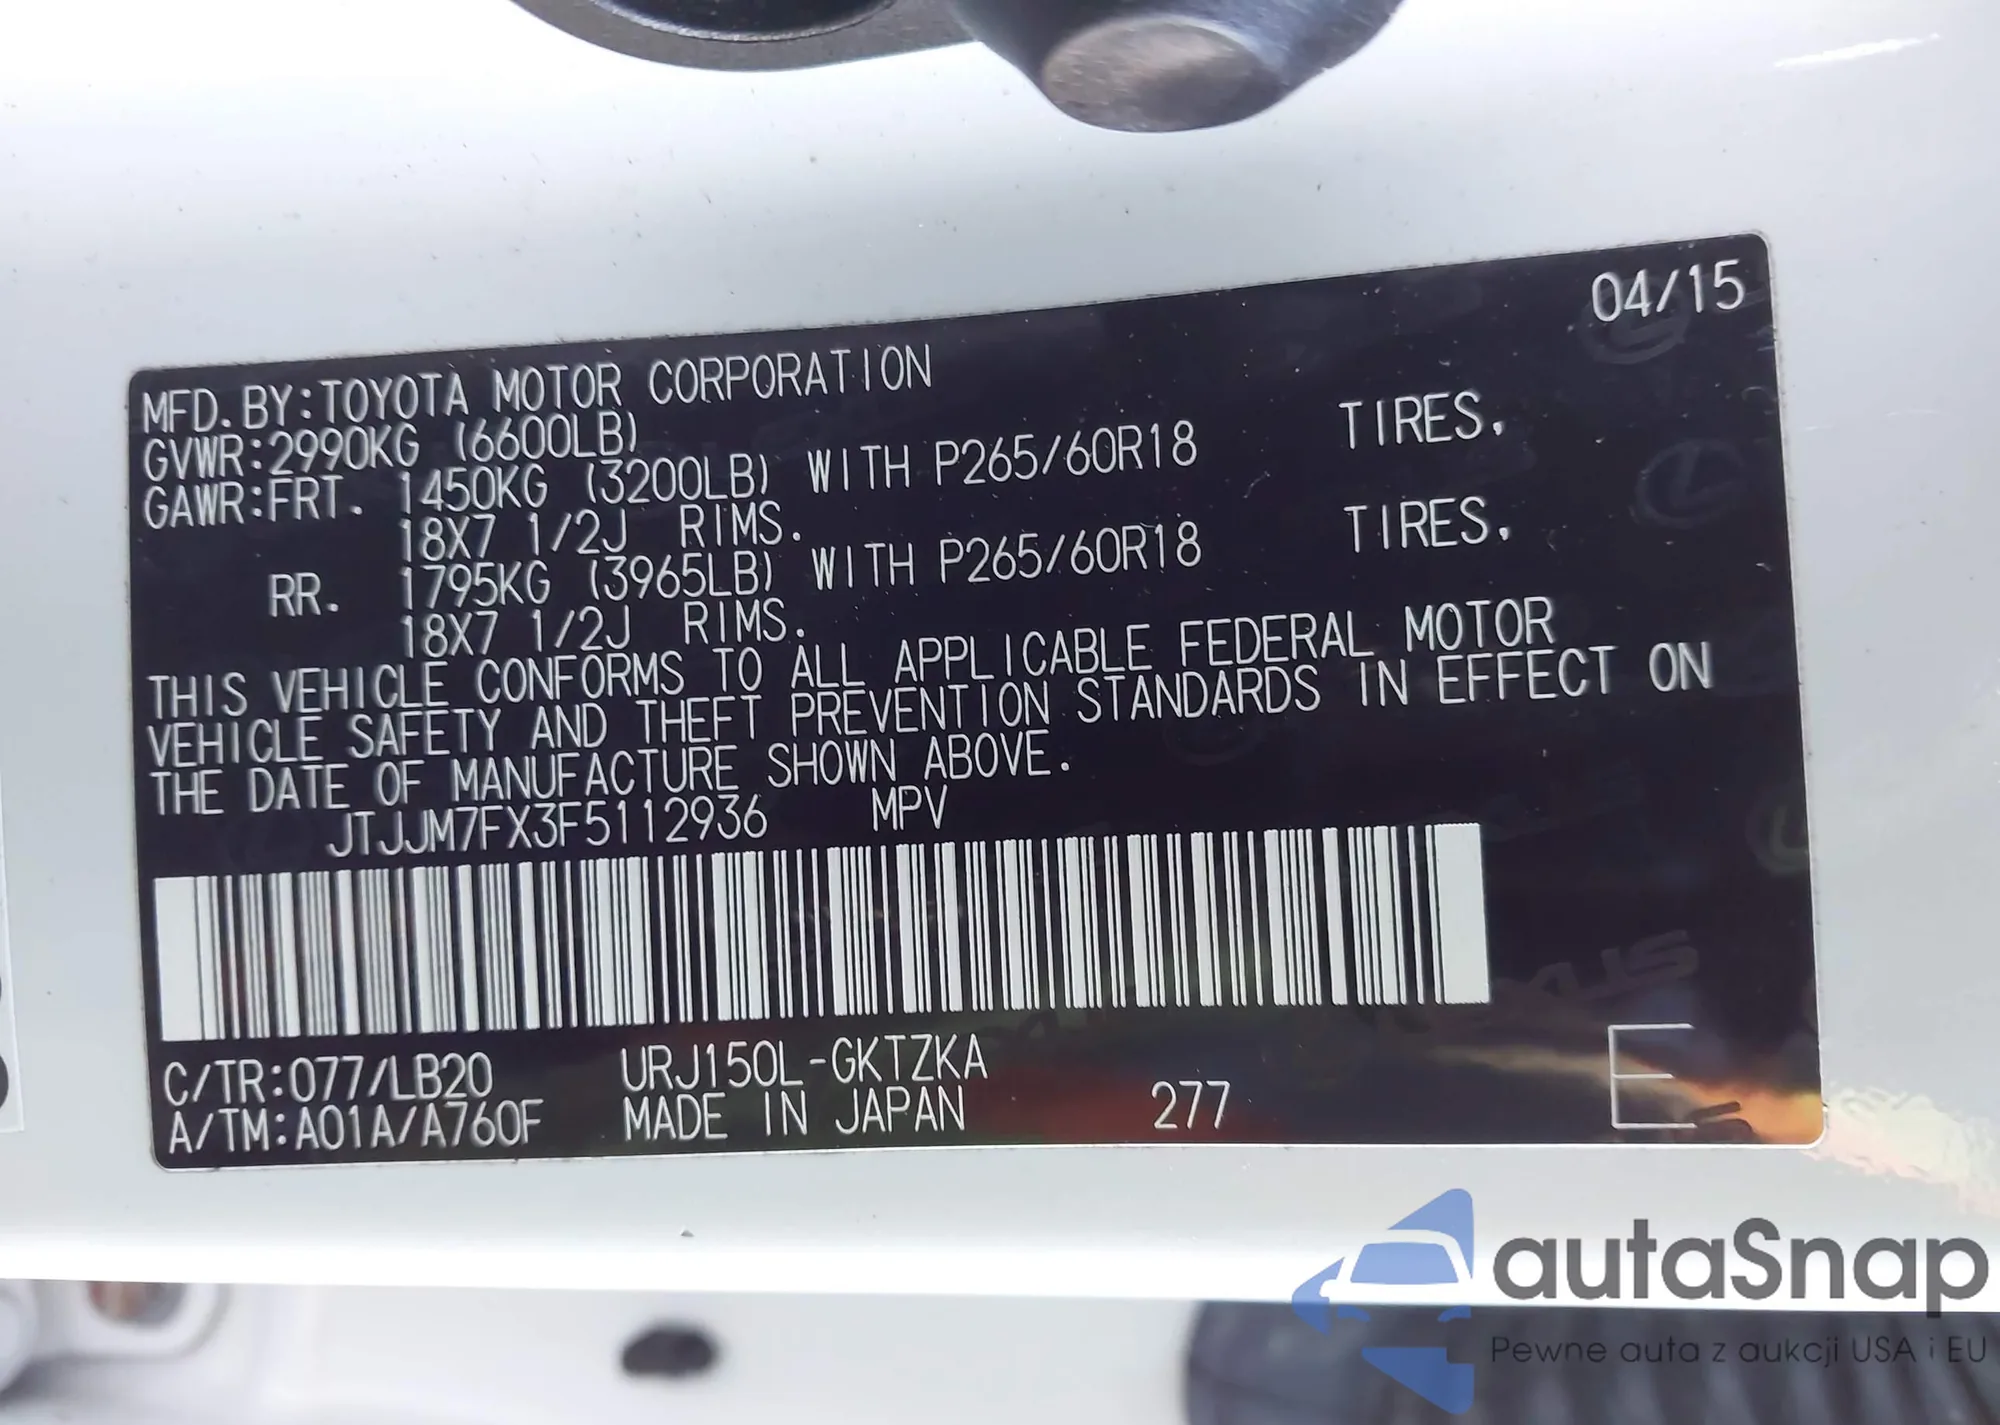 04/15
MFD. BY:TOYOTA MOTOR CORPORATION
GVWR:2990KG (6600LB)
GAWR:FRT. 1450KG (3200LB) WITH P265/60R18 TIRES,
18X7 1/2J RIMS.
RR. 1795KG (3965LB) WITH P265/60R18 TIRES,
18X7 1/2J RIMS.
THIS VEHICLE CONFORMS TO ALL APPLICABLE FEDERAL MOTOR
VEHICLE SAFETY AND THEFT PREVENTION STANDARDS IN EFFECT ON
THE DATE OF MANUFACTURE SHOWN ABOVE.
JTJJM7FX3F5112936 MPV
C/TR:077/LB20 URJ150L-GKTZKA
A/TM:A01A/A760F MADE IN JAPAN 277 E
autaSnap
Pewne auta z aukcji USA i EU